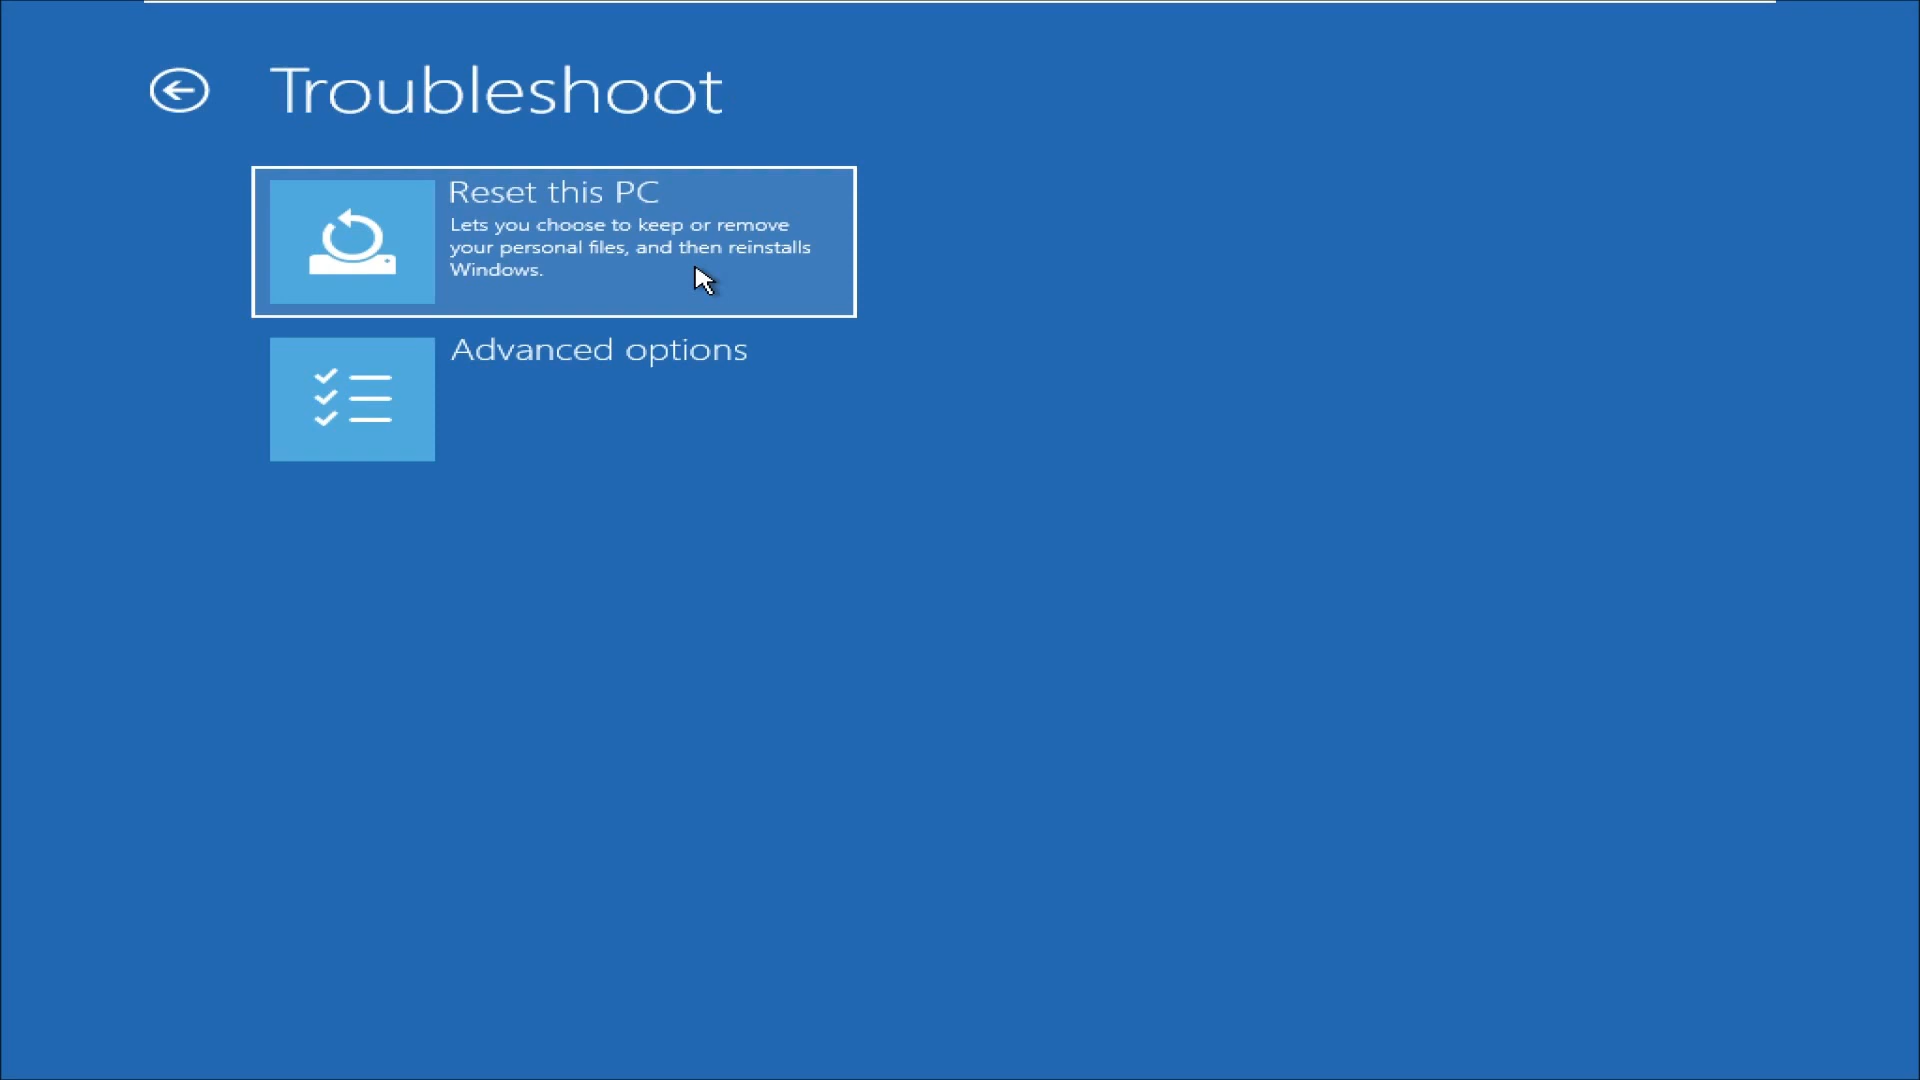 Troubleshoot
Reset this PC
Lets you choose to keep or remove
your personal files, and then reinstalls
Windows.
Advanced options